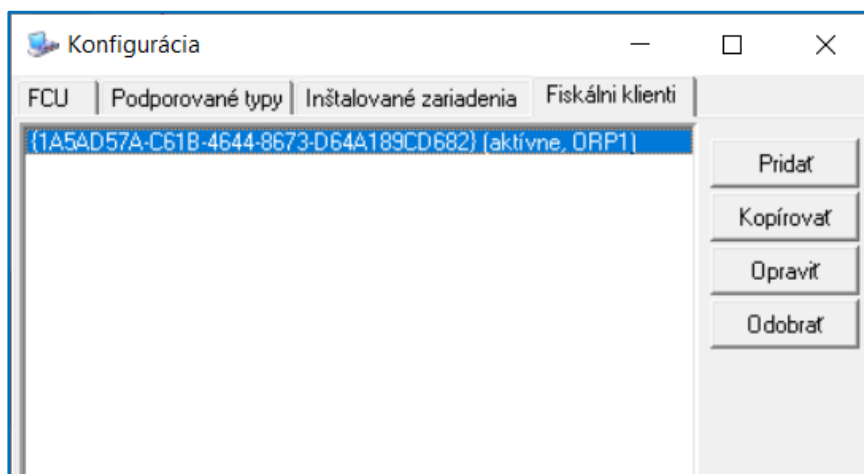 Konfigurácia
FCU Podporované typy Inštalované zariadenia Fiskálni klienti
{1A5AD57A-C61B-4644-8673-D64A189CD682} (aktívne, ORP1)
Pridať
Kopírovať
Opraviť
Odobrať